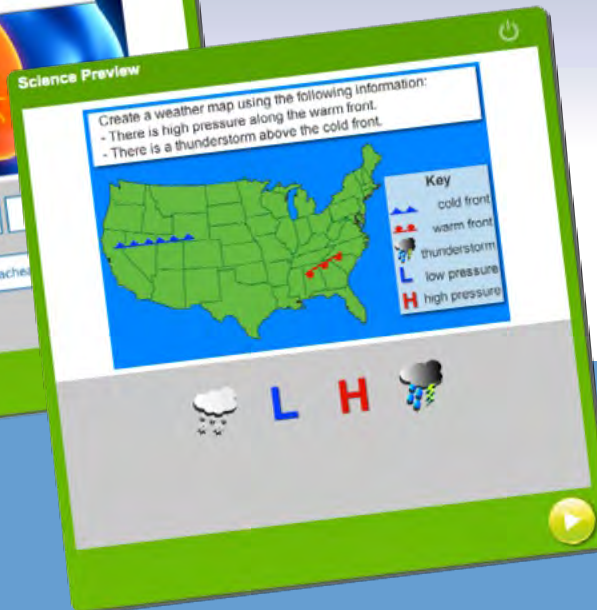 Science Preview
Create a weather map using the following information:
- There is high pressure along the warm front.
- There is a thunderstorm above the cold front.
Key
cold front
warm front
thunderstorm
L low pressure
H high pressure
L H